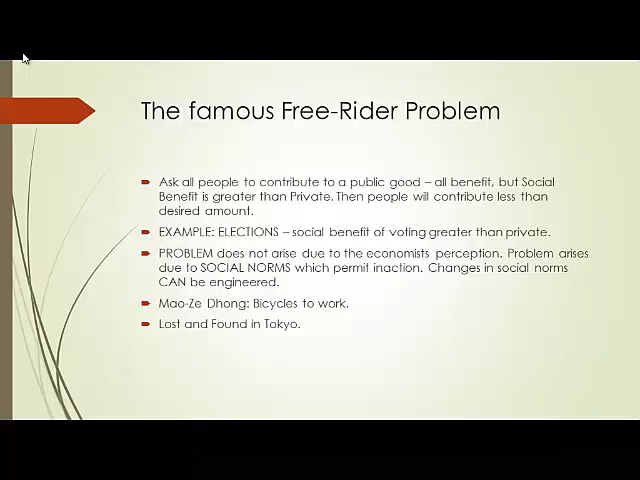 The famous Free-Rider Problem
Ask all people to contribute to a public good – all benefit, but Social
Benefit is greater than Private. Then people will contribute less than
desired amount.
EXAMPLE: ELECTIONS – social benefit of voting greater than private.
PROBLEM does not arise due to the economists perception. Problem arises
due to SOCIAL NORMS which permit inaction. Changes in social norms
CAN be engineered.
Mao-Ze Dhong: Bicycles to work.
Lost and Found in Tokyo.